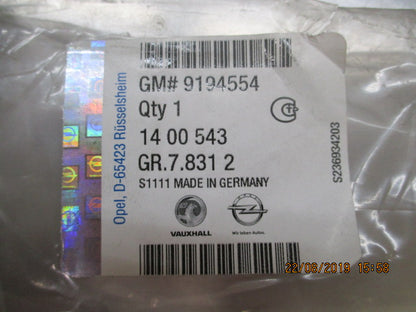 Opel, D-65423 Rüsselsheim
GM# 9194554
Qty 1
14 00 543
GR.7.831 2
S1111 MADE IN GERMANY
VAUXHALL
Wir leben Autos.
S236934203
22/08/2019 15:53